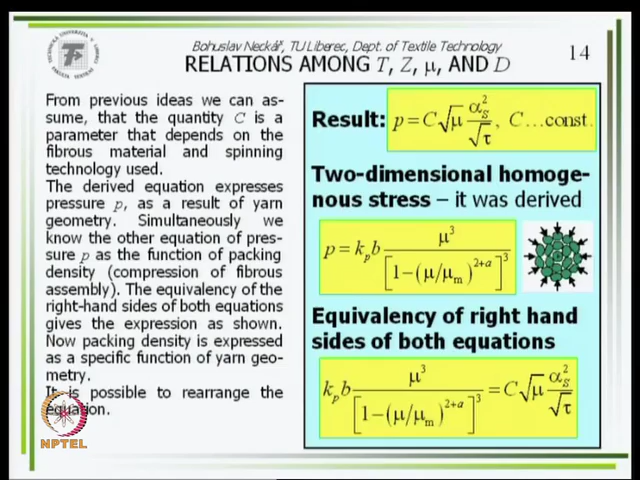 Bohuslav Neckář, TU Liberec, Dept. of Textile Technology
14
RELATIONS AMONG T, Z, μ, AND D
From previous ideas we can as-
sume, that the quantity C is a
parameter that depends on the
fibrous material and spinning
technology used.
The derived equation expresses
pressure p, as a result of yarn
geometry. Simultaneously we
know the other equation of pres-
sure p as the function of packing
density (compression of fibrous
assembly). The equivalency of the
right-hand sides of both equations
gives the expression as shown.
Now packing density is expressed
as a specific function of yarn geo-
metry.
It is possible to rearrange the
equation.
NPTEL
Result: p = C√μ α_S^2/√τ, C...const.
Two-dimensional homoge-
nous stress – it was derived
p = k_p b μ^3/[1-(μ/μ_m)^{2+a}]^3
Equivalency of right hand
sides of both equations
k_p b μ^3/[1-(μ/μ_m)^{2+a}]^3 = C√μ α_S^2/√τ